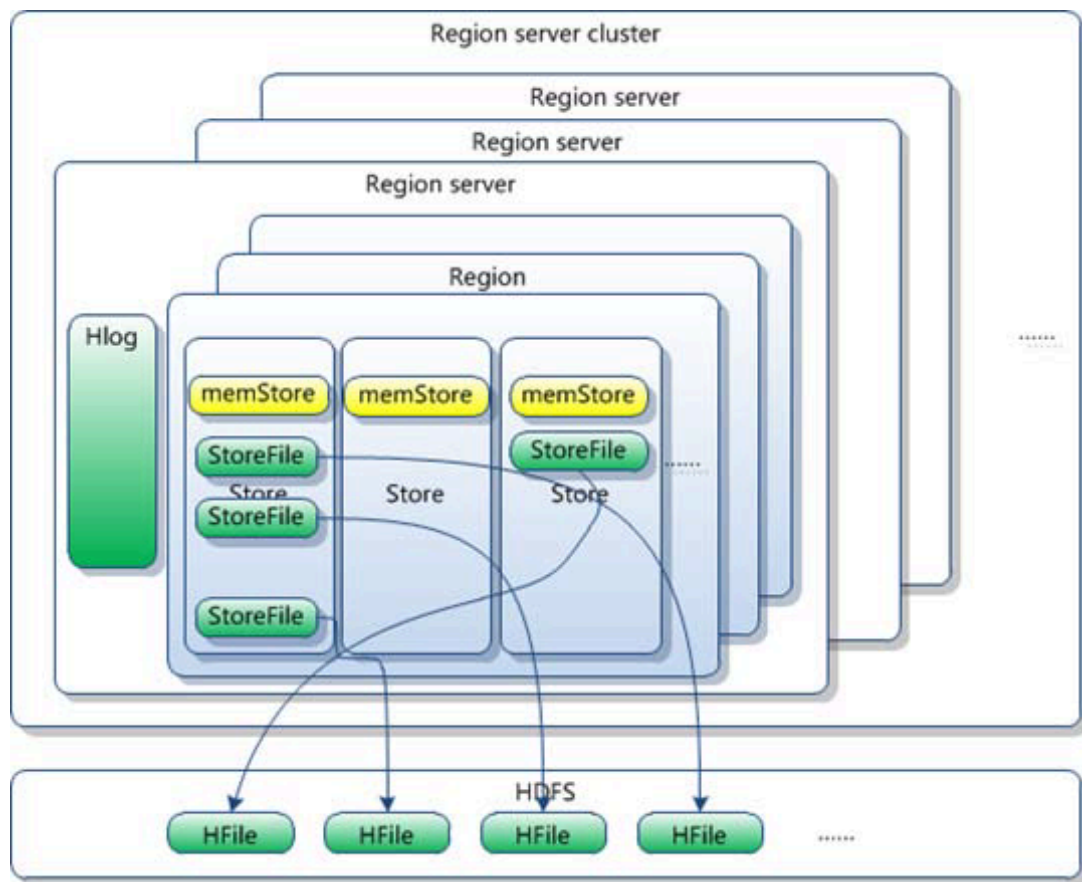 Region server cluster
Region server
Region server
Region server
Region
Hlog
memStore
memStore
memStore
StoreFile
StoreFile
......
StoreFile
Store
Store
Store
StoreFile
......
HDFS
HFile
HFile
HFile
HFile
......